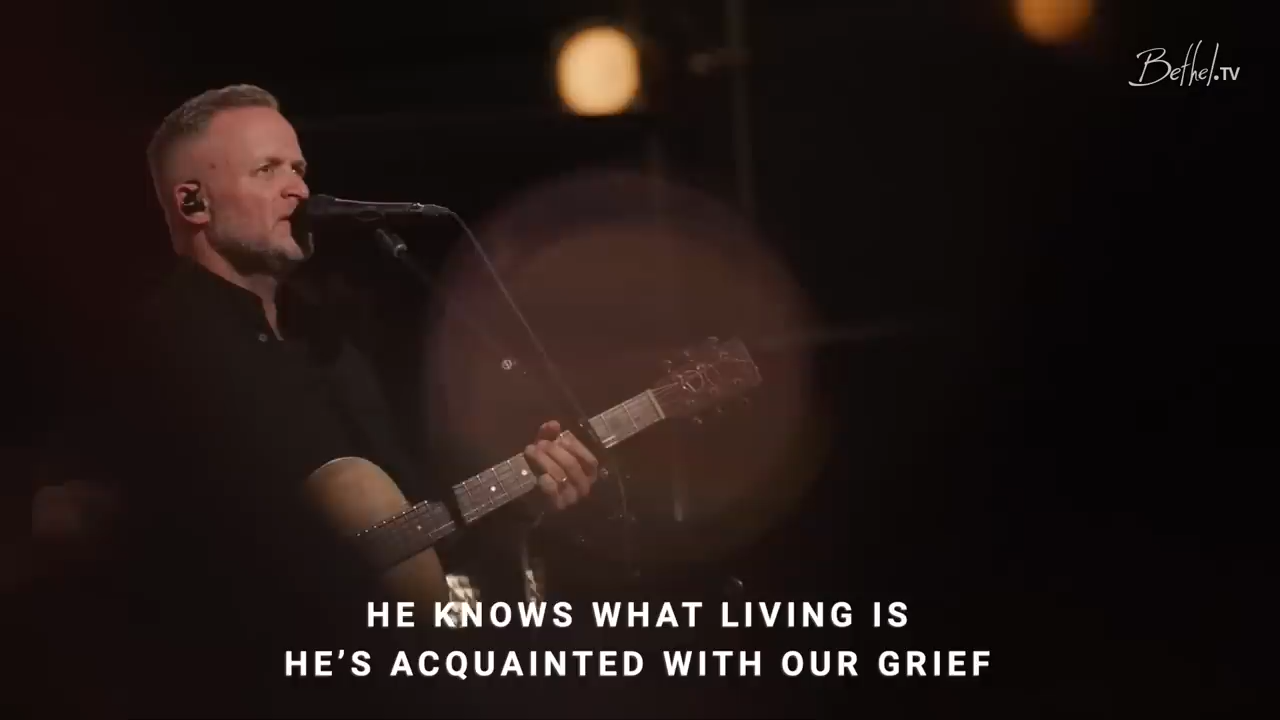 Bethel.TV
HE KNOWS WHAT LIVING IS
HE’S ACQUAINTED WITH OUR GRIEF